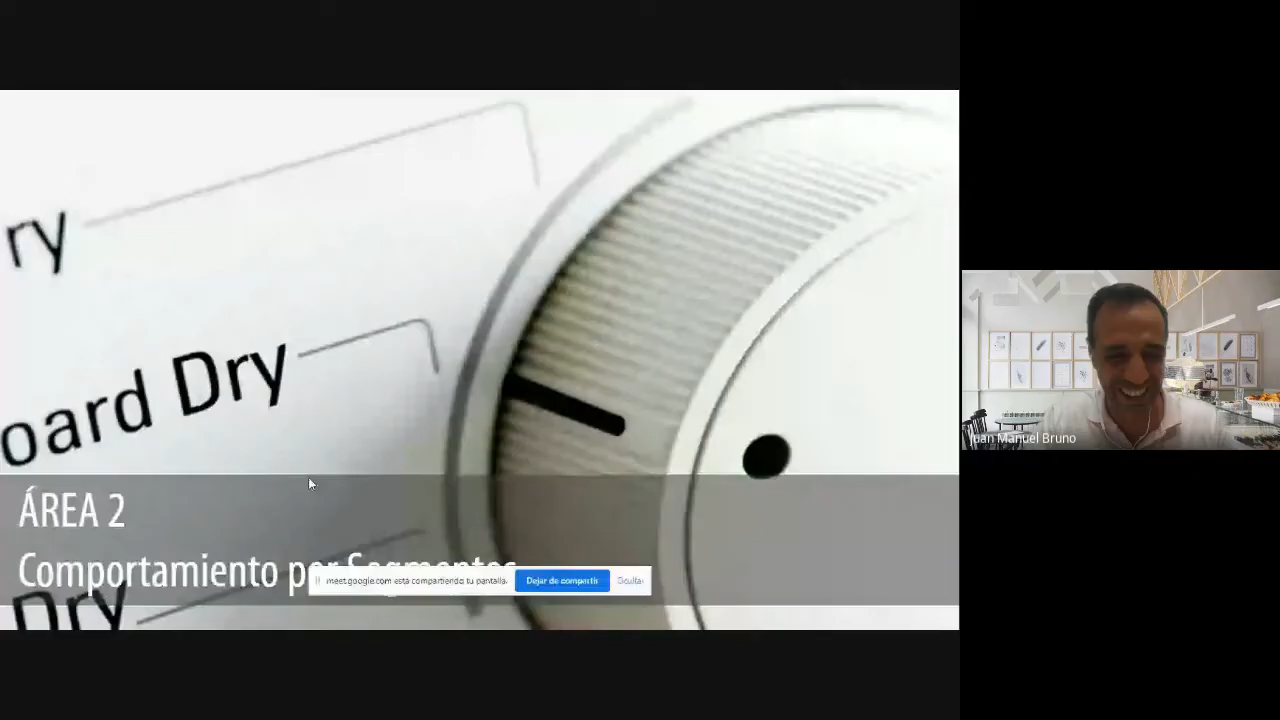 ry
oard Dry
ÁREA 2
Comportamiento por Segmentos
meet.google.com está compartiendo tu pantalla.
Dejar de compartir
Ocultar
Dry
Juan Manuel Bruno